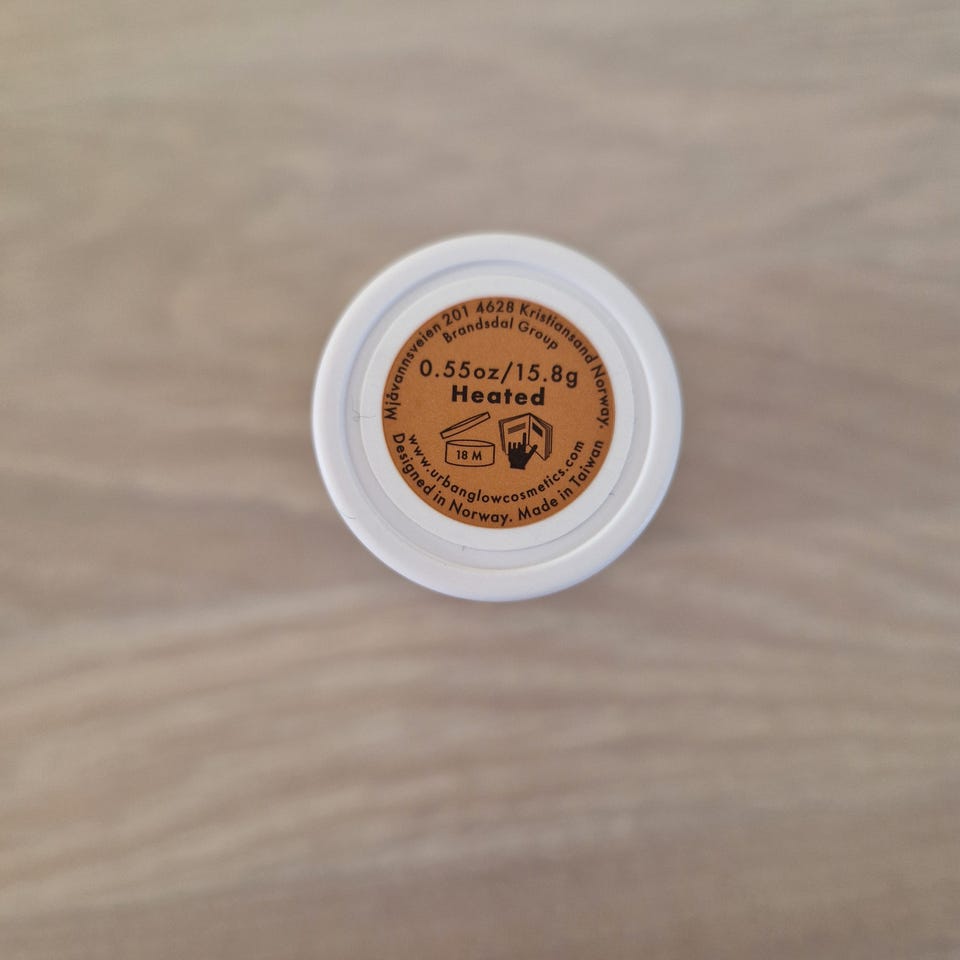 Mjåvannsveien 201 4628 Kristiansand Norway.
Brandsdal Group
0.55oz/15.8g
Heated
18 M
www.urbanglowcosmetics.com
Designed in Norway. Made in Taiwan